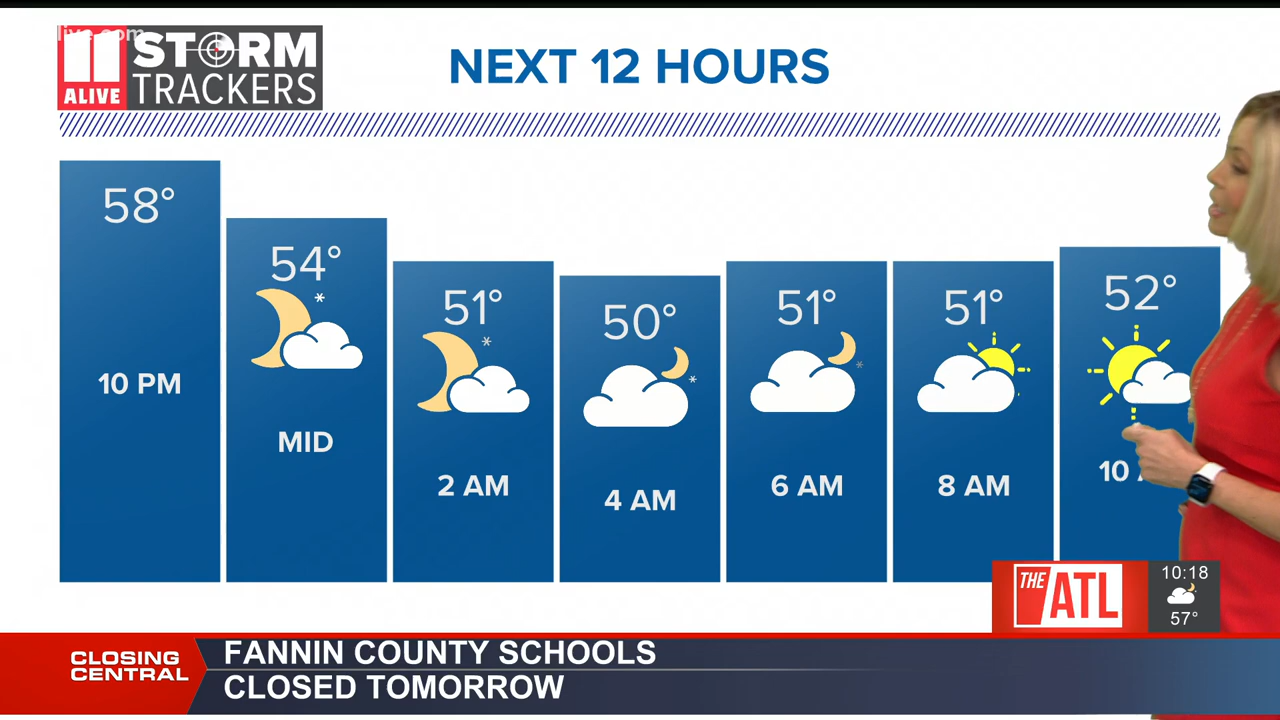 11alive.com
11
ALIVE
STORM
TRACKERS
NEXT 12 HOURS
58°
10 PM
54°
MID
51°
2 AM
50°
4 AM
51°
6 AM
51°
8 AM
52°
10 A
THE
ATL
10:18
57°
CLOSING
CENTRAL
FANNIN COUNTY SCHOOLS
CLOSED TOMORROW